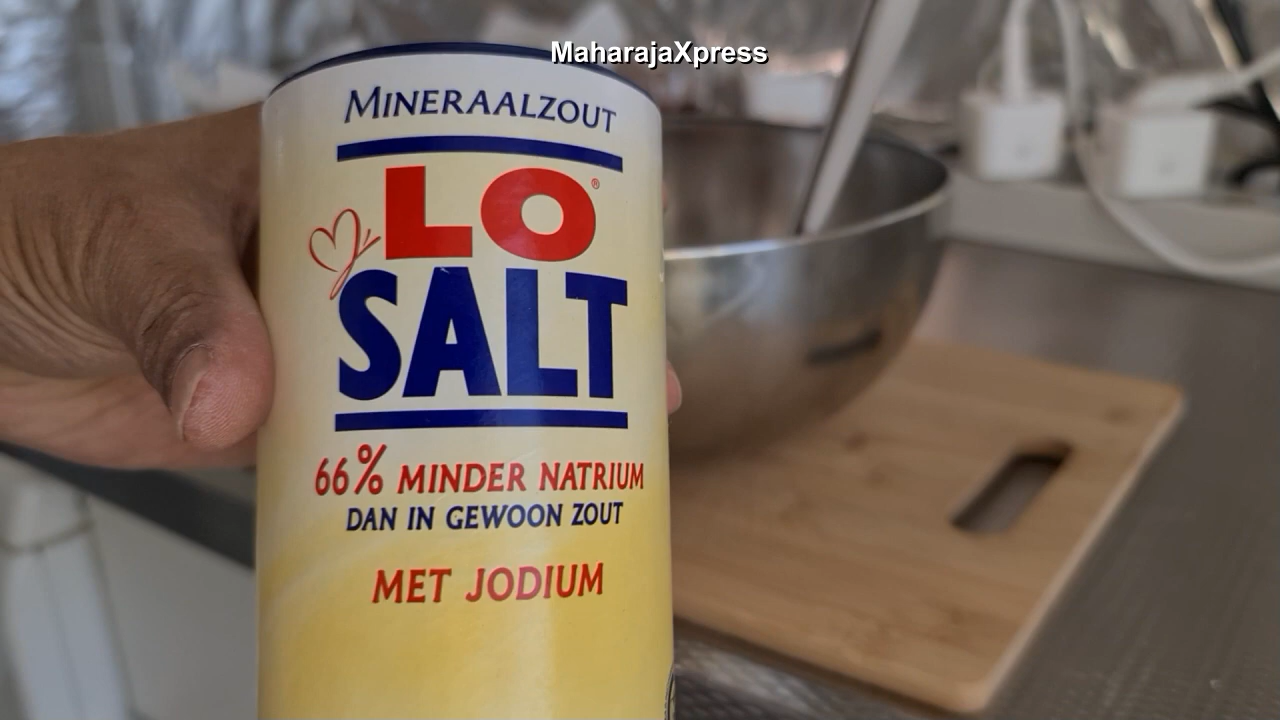 MaharajaXpress
MINERAALZOUT
LO®
SALT
66% MINDER NATRIUM
DAN IN GEWOON ZOUT
MET JODIUM